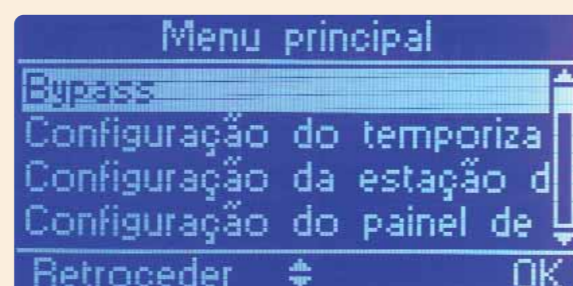 Menu principal
Bypass
Configuração do temporiza
Configuração da estação d
Configuração do painel de
Retroceder OK